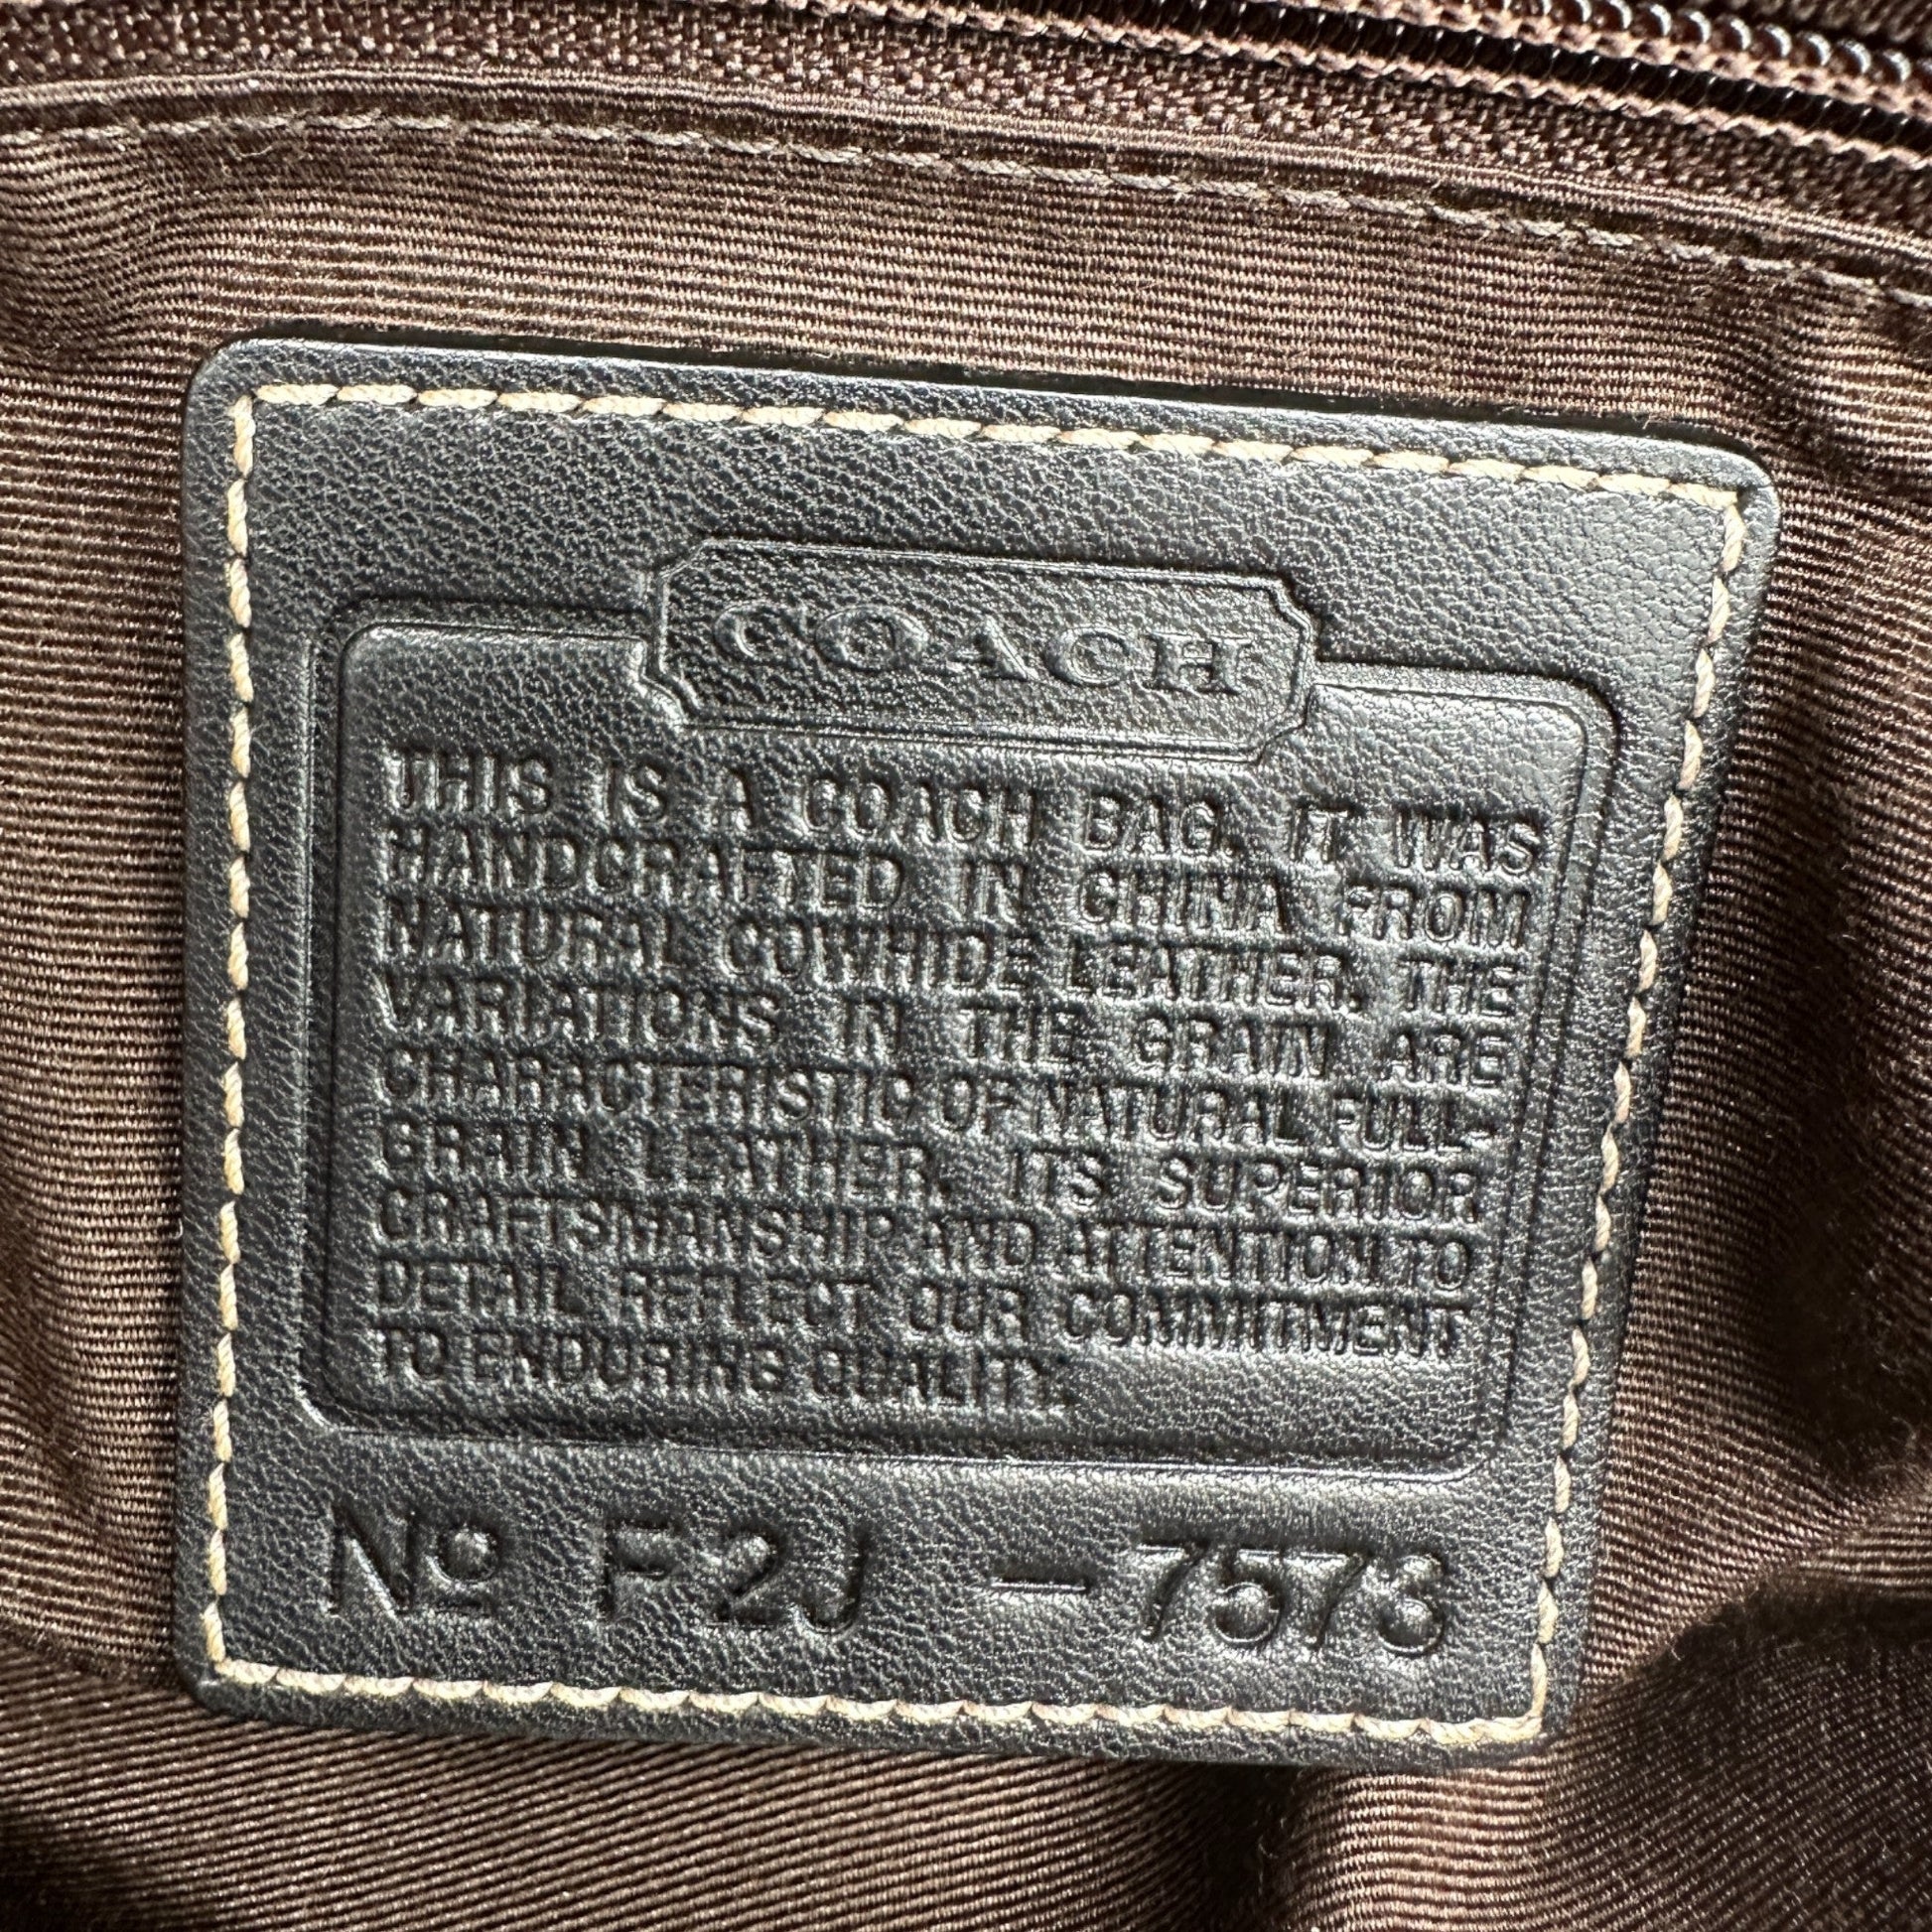 COACH
THIS IS A COACH BAG. IT WAS
HANDCRAFTED IN CHINA FROM
NATURAL COWHIDE LEATHER. THE
VARIATIONS IN THE GRAIN ARE
CHARACTERISTIC OF NATURAL FULL-
GRAIN LEATHER. ITS SUPERIOR
CRAFTSMANSHIP AND ATTENTION TO
DETAIL REFLECT OUR COMMITMENT
TO ENDURING QUALITY.
Nº F2J -7573